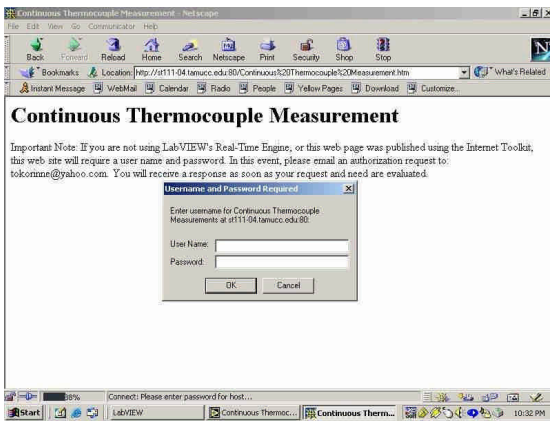 Continuous Thermocouple Measurement - Netscape
File Edit View Go Communicator Help
Back Forward Reload Home Search Netscape Print Security Shop Stop
Bookmarks Location: http://st111-04.tamucc.edu:80/Continuous%20Thermocouple%20Measurement.htm What's Related
Instant Message WebMail Calendar Radio People Yellow Pages Download Customize...
Continuous Thermocouple Measurement
Important Note: If you are not using LabVIEW's Real-Time Engine, or this web page was published using the Internet Toolkit,
this web site will require a user name and password. In this event, please email an authorization request to:
tokorinne@yahoo.com. You will receive a response as soon as your request and need are evaluated.
Username and Password Required
Enter username for Continuous Thermocouple
Measurements at st111-04.tamucc.edu:80:
User Name:
Password:
OK Cancel
98% Connect: Please enter password for host...
Start LabVIEW Continuous Thermoc... Continuous Therm... 10:32 PM